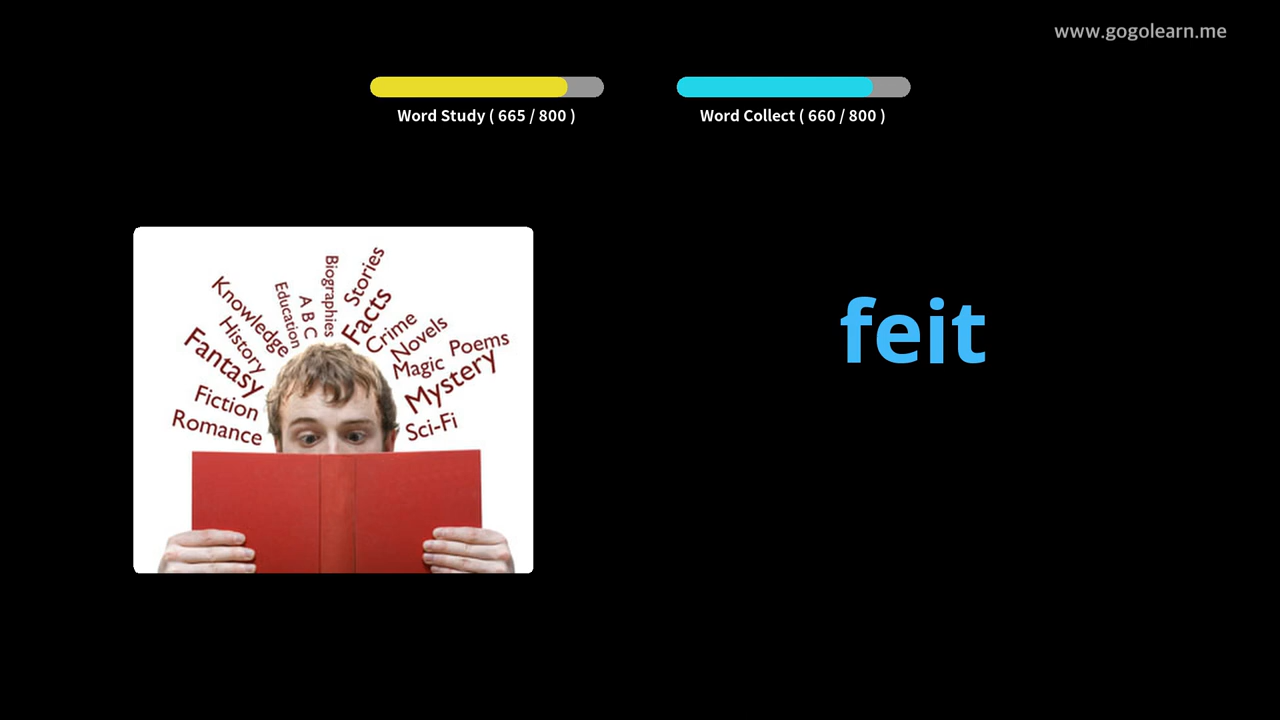 www.gogolearn.me
Word Study ( 665 / 800 )
Word Collect ( 660 / 800 )
Romance
Fiction
Fantasy
History
Knowledge
Education
A B C
Biographies
Stories
Facts
Crime
Novels
Magic
Poems
Mystery
Sci-Fi
feit